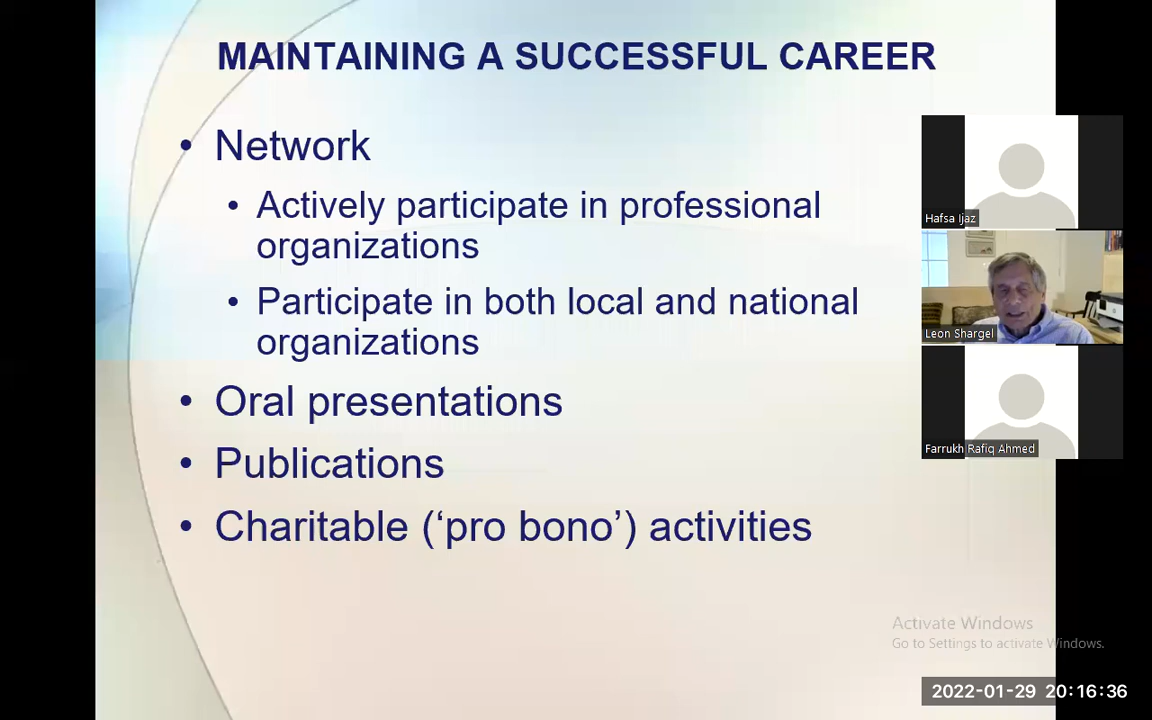 MAINTAINING A SUCCESSFUL CAREER
• Network
• Actively participate in professional
organizations
• Participate in both local and national
organizations
• Oral presentations
• Publications
• Charitable (‘pro bono’) activities
Hafsa Ijaz
Leon Shargel
Farrukh Rafiq Ahmed
Activate Windows
Go to Settings to activate Windows.
2022-01-29 20:16:36